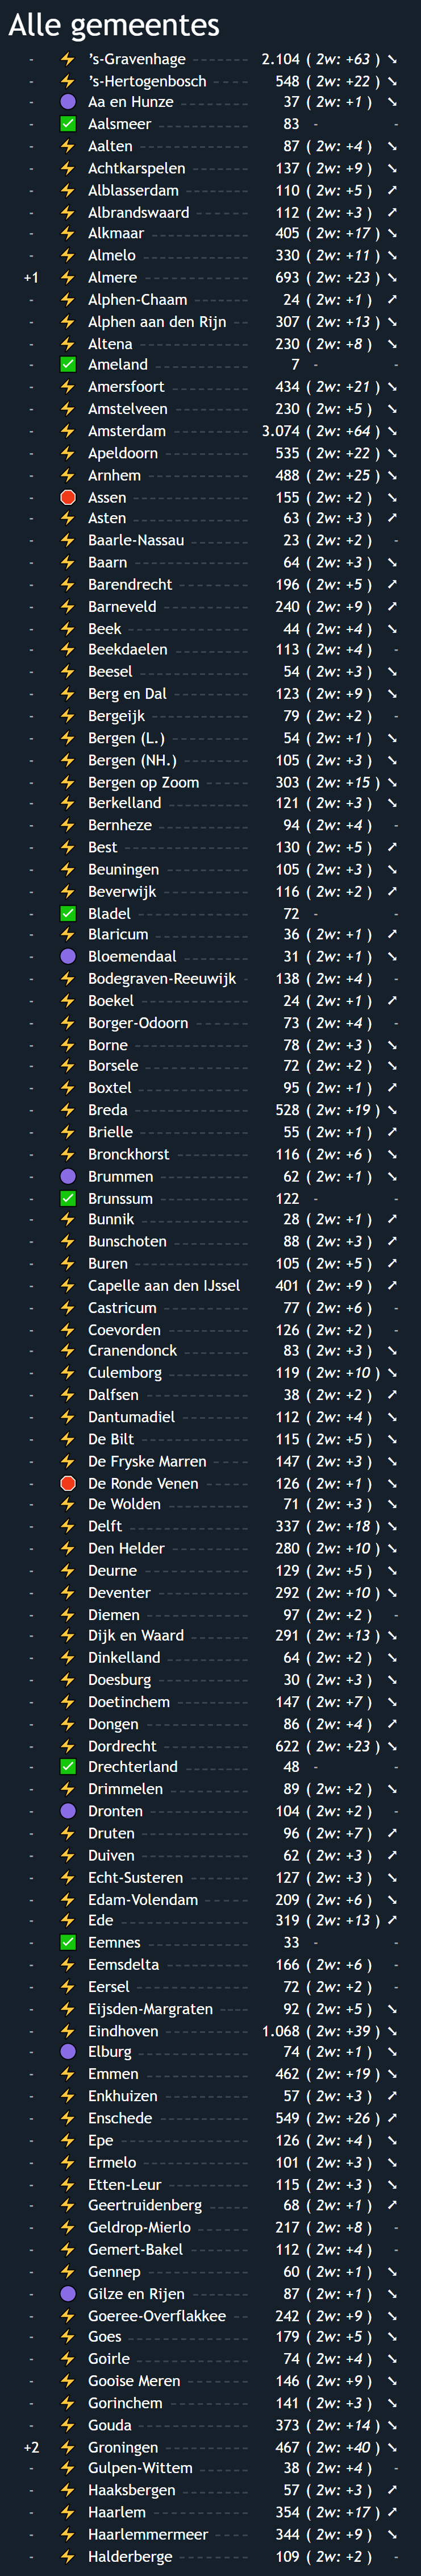 Alle gemeentes
- ⚡ ’s-Gravenhage 2.104 ( 2w: +63 ) ➘
- ⚡ ’s-Hertogenbosch 548 ( 2w: +22 ) ➘
- 🟣 Aa en Hunze 37 ( 2w: +1 ) ➘
- ✅ Aalsmeer 83 - -
- ⚡ Aalten 87 ( 2w: +4 ) ➘
- ⚡ Achtkarspelen 137 ( 2w: +9 ) ➘
- ⚡ Alblasserdam 110 ( 2w: +5 ) ➚
- ⚡ Albrandswaard 112 ( 2w: +3 ) ➚
- ⚡ Alkmaar 405 ( 2w: +17 ) ➘
- ⚡ Almelo 330 ( 2w: +11 ) ➘
+1 ⚡ Almere 693 ( 2w: +23 ) ➘
- ⚡ Alphen-Chaam 24 ( 2w: +1 ) ➚
- ⚡ Alphen aan den Rijn 307 ( 2w: +13 ) ➘
- ⚡ Altena 230 ( 2w: +8 ) ➘
- ✅ Ameland 7 - -
- ⚡ Amersfoort 434 ( 2w: +21 ) ➘
- ⚡ Amstelveen 230 ( 2w: +5 ) ➘
- ⚡ Amsterdam 3.074 ( 2w: +64 ) ➘
- ⚡ Apeldoorn 535 ( 2w: +22 ) ➘
- ⚡ Arnhem 488 ( 2w: +25 ) ➘
- 🛑 Assen 155 ( 2w: +2 ) ➘
- ⚡ Asten 63 ( 2w: +3 ) ➚
- ⚡ Baarle-Nassau 23 ( 2w: +2 ) -
- ⚡ Baarn 64 ( 2w: +3 ) ➘
- ⚡ Barendrecht 196 ( 2w: +5 ) ➚
- ⚡ Barneveld 240 ( 2w: +9 ) ➚
- ⚡ Beek 44 ( 2w: +4 ) ➘
- ⚡ Beekdaelen 113 ( 2w: +4 ) -
- ⚡ Beesel 54 ( 2w: +3 ) ➘
- ⚡ Berg en Dal 123 ( 2w: +9 ) ➘
- ⚡ Bergeijk 79 ( 2w: +2 ) -
- ⚡ Bergen (L.) 54 ( 2w: +1 ) ➘
- ⚡ Bergen (NH.) 105 ( 2w: +3 ) ➘
- ⚡ Bergen op Zoom 303 ( 2w: +15 ) ➘
- ⚡ Berkelland 121 ( 2w: +3 ) ➘
- ⚡ Bernheze 94 ( 2w: +4 ) -
- ⚡ Best 130 ( 2w: +5 ) ➚
- ⚡ Beuningen 105 ( 2w: +3 ) ➘
- ⚡ Beverwijk 116 ( 2w: +2 ) ➚
- ✅ Bladel 72 - -
- ⚡ Blaricum 36 ( 2w: +1 ) ➚
- 🟣 Bloemendaal 31 ( 2w: +1 ) ➘
- ⚡ Bodegraven-Reeuwijk 138 ( 2w: +4 ) -
- ⚡ Boekel 24 ( 2w: +1 ) ➚
- ⚡ Borger-Odoorn 73 ( 2w: +4 ) -
- ⚡ Borne 78 ( 2w: +3 ) ➘
- ⚡ Borsele 72 ( 2w: +2 ) ➘
- ⚡ Boxtel 95 ( 2w: +1 ) ➚
- ⚡ Breda 528 ( 2w: +19 ) ➘
- ⚡ Brielle 55 ( 2w: +1 ) ➚
- ⚡ Bronckhorst 116 ( 2w: +6 ) ➘
- 🟣 Brummen 62 ( 2w: +1 ) ➘
- ✅ Brunssum 122 - -
- ⚡ Bunnik 28 ( 2w: +1 ) ➚
- ⚡ Bunschoten 88 ( 2w: +3 ) ➚
- ⚡ Buren 105 ( 2w: +5 ) ➚
- ⚡ Capelle aan den IJssel 401 ( 2w: +9 ) ➚
- ⚡ Castricum 77 ( 2w: +6 ) -
- ⚡ Coevorden 126 ( 2w: +2 ) -
- ⚡ Cranendonck 83 ( 2w: +3 ) ➘
- ⚡ Culemborg 119 ( 2w: +10 ) ➘
- ⚡ Dalfsen 38 ( 2w: +2 ) ➚
- ⚡ Dantumadiel 112 ( 2w: +4 ) ➘
- ⚡ De Bilt 115 ( 2w: +5 ) ➘
- ⚡ De Fryske Marren 147 ( 2w: +3 ) ➘
- 🛑 De Ronde Venen 126 ( 2w: +1 ) ➘
- ⚡ De Wolden 71 ( 2w: +3 ) ➘
- ⚡ Delft 337 ( 2w: +18 ) ➘
- ⚡ Den Helder 280 ( 2w: +10 ) ➘
- ⚡ Deurne 129 ( 2w: +5 ) ➘
- ⚡ Deventer 292 ( 2w: +10 ) ➘
- ⚡ Diemen 97 ( 2w: +2 ) -
- ⚡ Dijk en Waard 291 ( 2w: +13 ) ➘
- ⚡ Dinkelland 64 ( 2w: +2 ) ➘
- ⚡ Doesburg 30 ( 2w: +3 ) ➘
- ⚡ Doetinchem 147 ( 2w: +7 ) ➘
- ⚡ Dongen 86 ( 2w: +4 ) ➚
- ⚡ Dordrecht 622 ( 2w: +23 ) ➘
- ✅ Drechterland 48 - -
- ⚡ Drimmelen 89 ( 2w: +2 ) ➘
- 🟣 Dronten 104 ( 2w: +2 ) -
- ⚡ Druten 96 ( 2w: +7 ) ➚
- ⚡ Duiven 62 ( 2w: +3 ) ➚
- ⚡ Echt-Susteren 127 ( 2w: +3 ) ➘
- ⚡ Edam-Volendam 209 ( 2w: +6 ) ➘
- ⚡ Ede 319 ( 2w: +13 ) ➚
- ✅ Eemnes 33 - -
- ⚡ Eemsdelta 166 ( 2w: +6 ) -
- ⚡ Eersel 72 ( 2w: +2 ) -
- ⚡ Eijsden-Margraten 92 ( 2w: +5 ) ➘
- ⚡ Eindhoven 1.068 ( 2w: +39 ) ➘
- 🟣 Elburg 74 ( 2w: +1 ) ➘
- ⚡ Emmen 462 ( 2w: +19 ) ➘
- ⚡ Enkhuizen 57 ( 2w: +3 ) ➚
- ⚡ Enschede 549 ( 2w: +26 ) ➚
- ⚡ Epe 126 ( 2w: +4 ) ➘
- ⚡ Ermelo 101 ( 2w: +3 ) ➘
- ⚡ Etten-Leur 115 ( 2w: +3 ) ➘
- ⚡ Geertruidenberg 68 ( 2w: +1 ) ➚
- ⚡ Geldrop-Mierlo 217 ( 2w: +8 ) -
- ⚡ Gemert-Bakel 112 ( 2w: +4 ) -
- ⚡ Gennep 60 ( 2w: +1 ) ➘
- 🟣 Gilze en Rijen 87 ( 2w: +1 ) ➘
- ⚡ Goeree-Overflakkee 242 ( 2w: +9 ) ➘
- ⚡ Goes 179 ( 2w: +5 ) ➘
- ⚡ Goirle 74 ( 2w: +4 ) ➘
- ⚡ Gooise Meren 146 ( 2w: +9 ) ➘
- ⚡ Gorinchem 141 ( 2w: +3 ) ➘
- ⚡ Gouda 373 ( 2w: +14 ) ➘
+2 ⚡ Groningen 467 ( 2w: +40 ) ➘
- ⚡ Gulpen-Wittem 38 ( 2w: +4 ) -
- ⚡ Haaksbergen 57 ( 2w: +3 ) ➚
- ⚡ Haarlem 354 ( 2w: +17 ) ➚
- ⚡ Haarlemmermeer 344 ( 2w: +9 ) ➘
- ⚡ Halderberge 109 ( 2w: +2 ) -